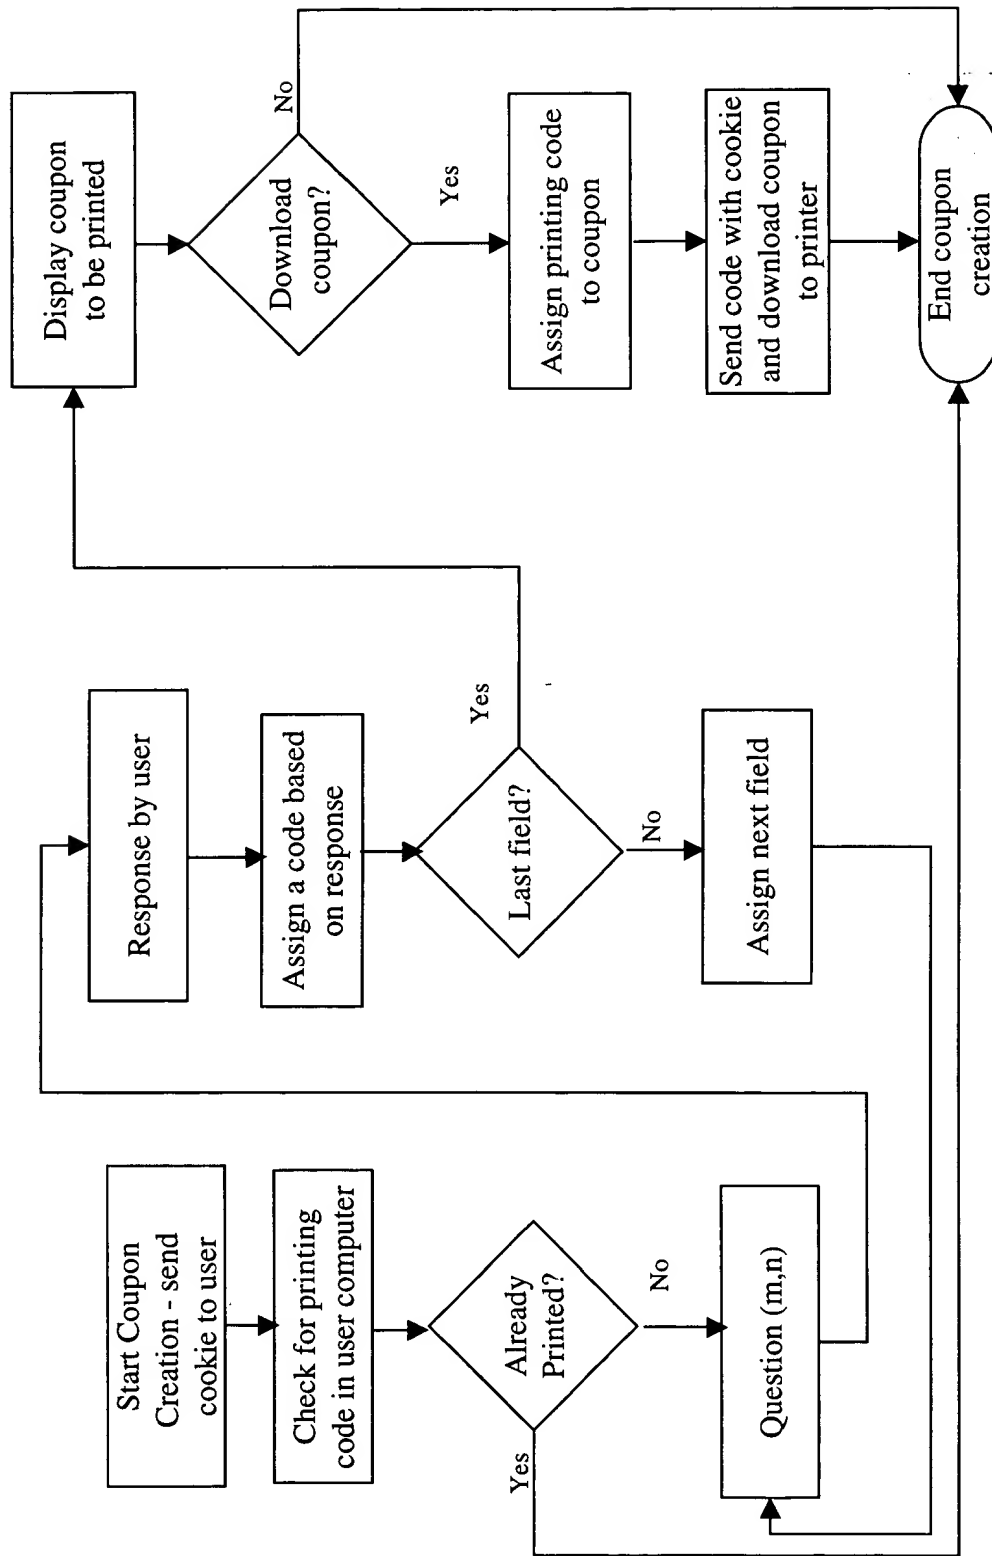 Start Coupon
Creation - send
cookie to user
Check for printing
code in user computer
Already
Printed?
Yes
No
Question (m,n)
Response by user
Assign a code based
on response
Last field?
Yes
No
Assign next field
Display coupon
to be printed
Download
coupon?
No
Yes
Assign printing code
to coupon
Send code with cookie
and download coupon
to printer
End coupon
creation